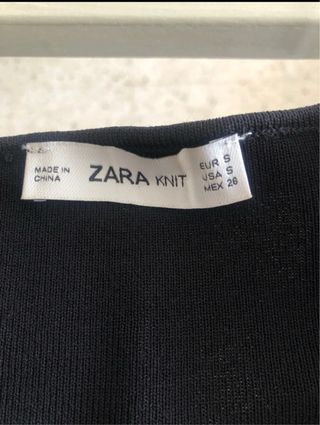 MADE IN
CHINA
ZARA KNIT
EUR S
USA S
MEX 26